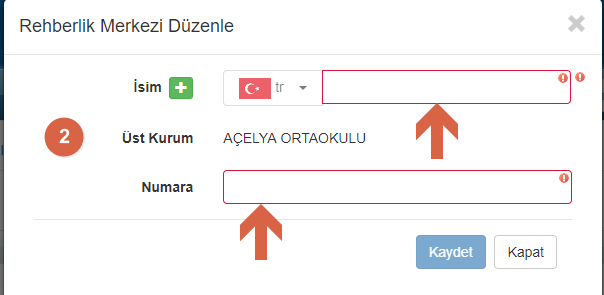 Rehberlik Merkezi Düzenle ×
İsim + tr
2 Üst Kurum AÇELYA ORTAOKULU
Numara
Kaydet Kapat